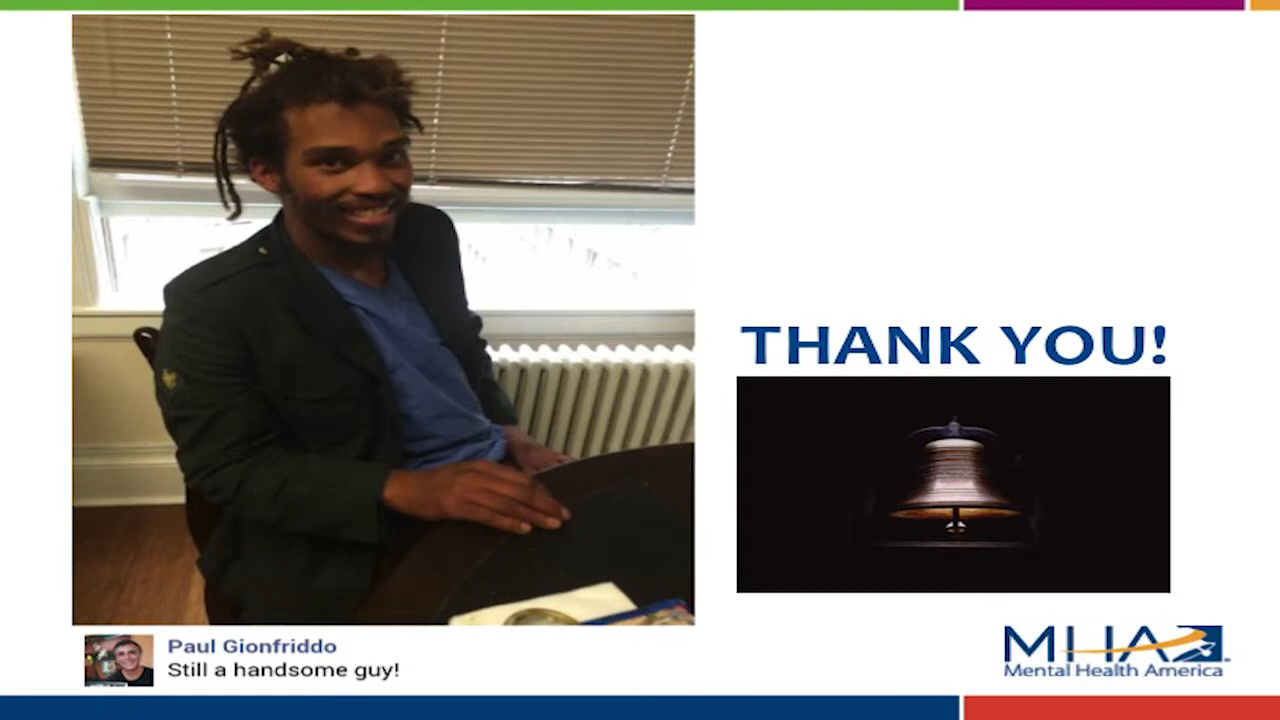 THANK YOU!
Paul Gionfriddo
Still a handsome guy!
MHA
Mental Health America